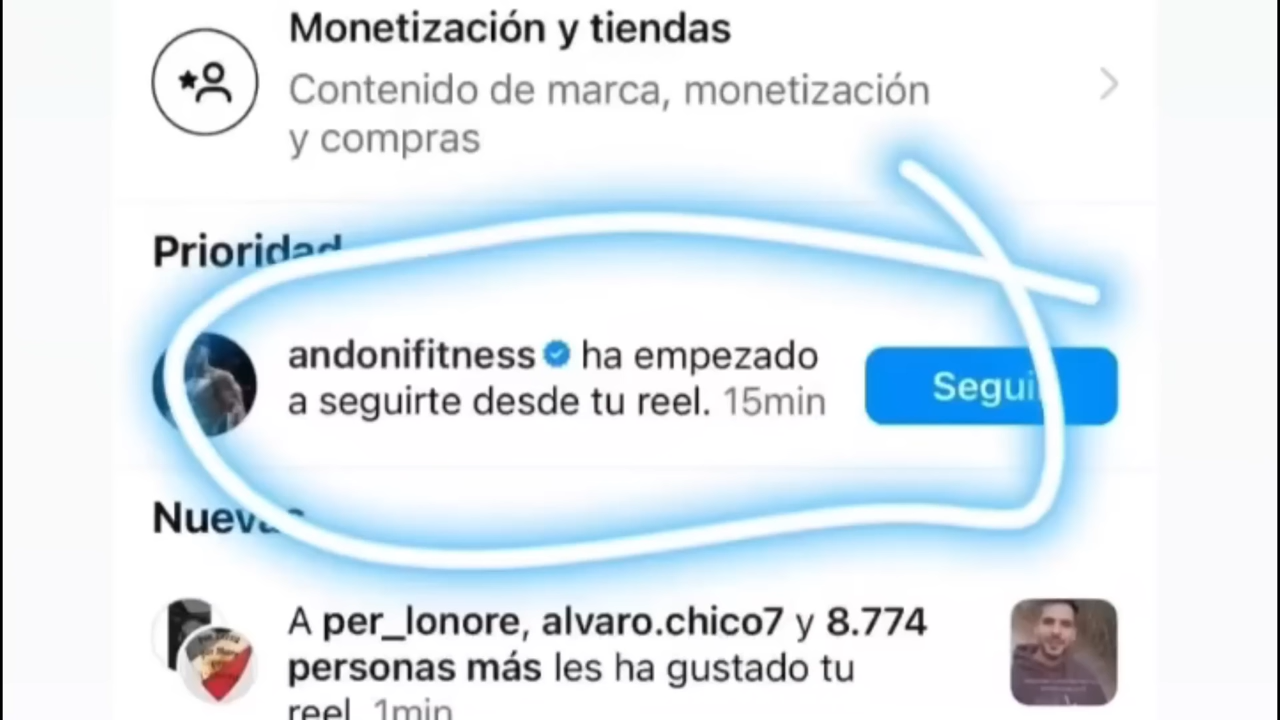 Monetización y tiendas
Contenido de marca, monetización
y compras
Prioridad
andonifitness ha empezado
a seguirte desde tu reel. 15min
Seguir
Nuevas
A per_lonore, alvaro.chico7 y 8.774
personas más les ha gustado tu
reel. 1min